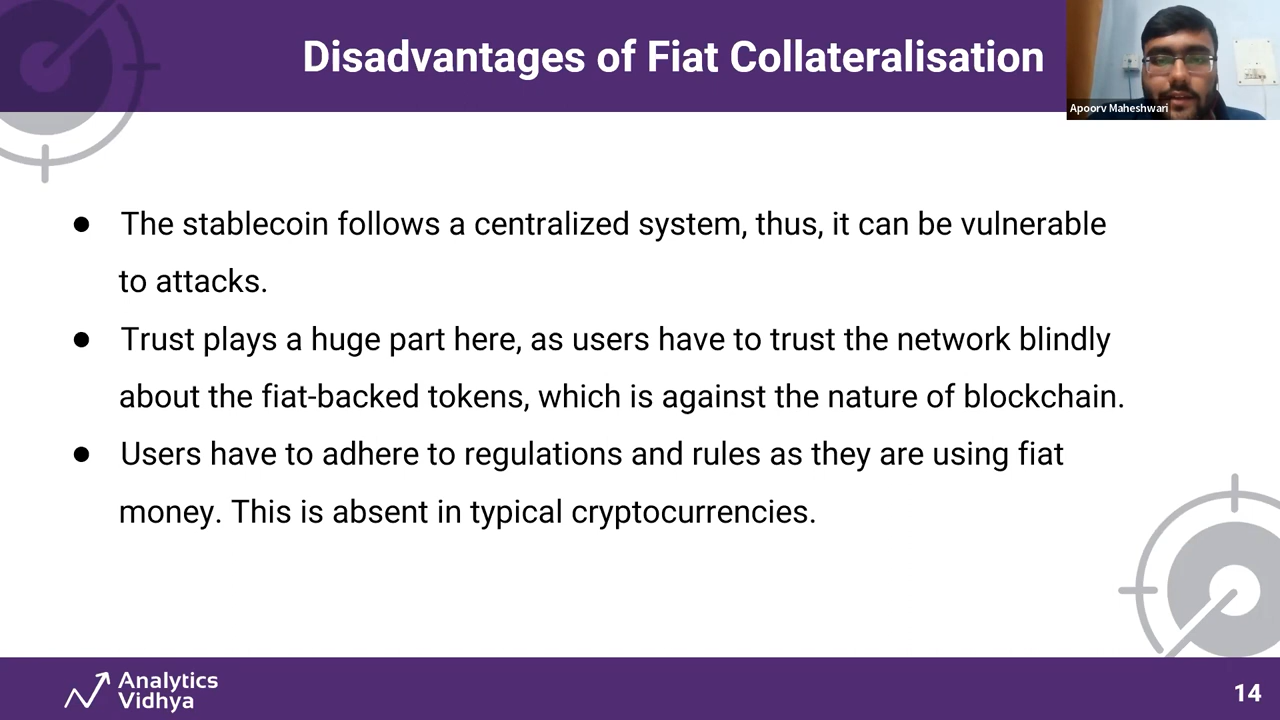 Disadvantages of Fiat Collateralisation
Apoorv Maheshwari
● The stablecoin follows a centralized system, thus, it can be vulnerable
to attacks.
● Trust plays a huge part here, as users have to trust the network blindly
about the fiat-backed tokens, which is against the nature of blockchain.
● Users have to adhere to regulations and rules as they are using fiat
money. This is absent in typical cryptocurrencies.
Analytics
Vidhya
14